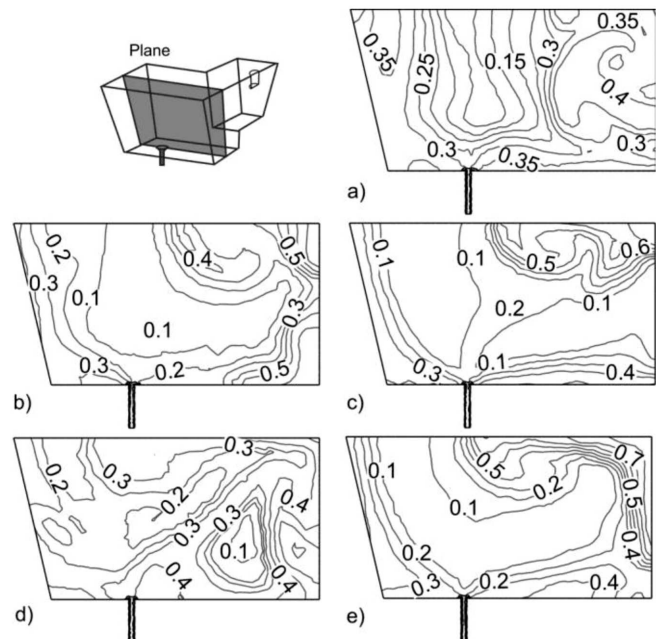 Plane
0.35 0.25 0.15 0.3 0.35
0.4
0.3 0.35 0.3
a)
0.2 0.3 0.4 0.5
0.1 0.1 0.3
0.3 0.2 0.5
b)
0.1 0.1 0.5 0.6
0.2 0.1
0.3 0.1 0.4
c)
0.2 0.3 0.3
0.2 0.3 0.3 0.4
0.1
0.4 0.4
d)
0.1 0.5 0.2 0.7
0.1 0.5
0.2 0.4
0.3 0.2 0.4
e)